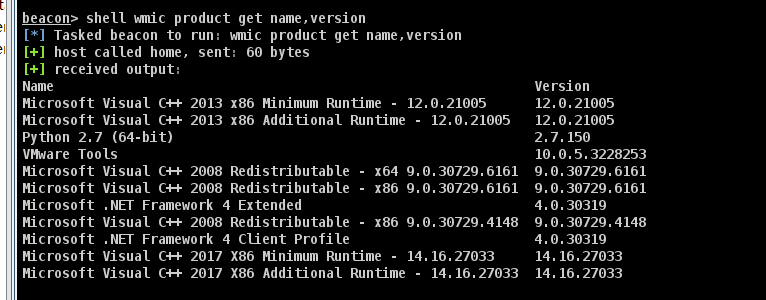 beacon> shell wmic product get name,version
[*] Tasked beacon to run: wmic product get name,version
[+] host called home, sent: 60 bytes
[+] received output:
Name Version
Microsoft Visual C++ 2013 x86 Minimum Runtime - 12.0.21005 12.0.21005
Microsoft Visual C++ 2013 x86 Additional Runtime - 12.0.21005 12.0.21005
Python 2.7 (64-bit) 2.7.150
VMware Tools 10.0.5.3228253
Microsoft Visual C++ 2008 Redistributable - x64 9.0.30729.6161 9.0.30729.6161
Microsoft Visual C++ 2008 Redistributable - x86 9.0.30729.6161 9.0.30729.6161
Microsoft .NET Framework 4 Extended 4.0.30319
Microsoft Visual C++ 2008 Redistributable - x86 9.0.30729.4148 9.0.30729.4148
Microsoft .NET Framework 4 Client Profile 4.0.30319
Microsoft Visual C++ 2017 X86 Minimum Runtime - 14.16.27033 14.16.27033
Microsoft Visual C++ 2017 X86 Additional Runtime - 14.16.27033 14.16.27033